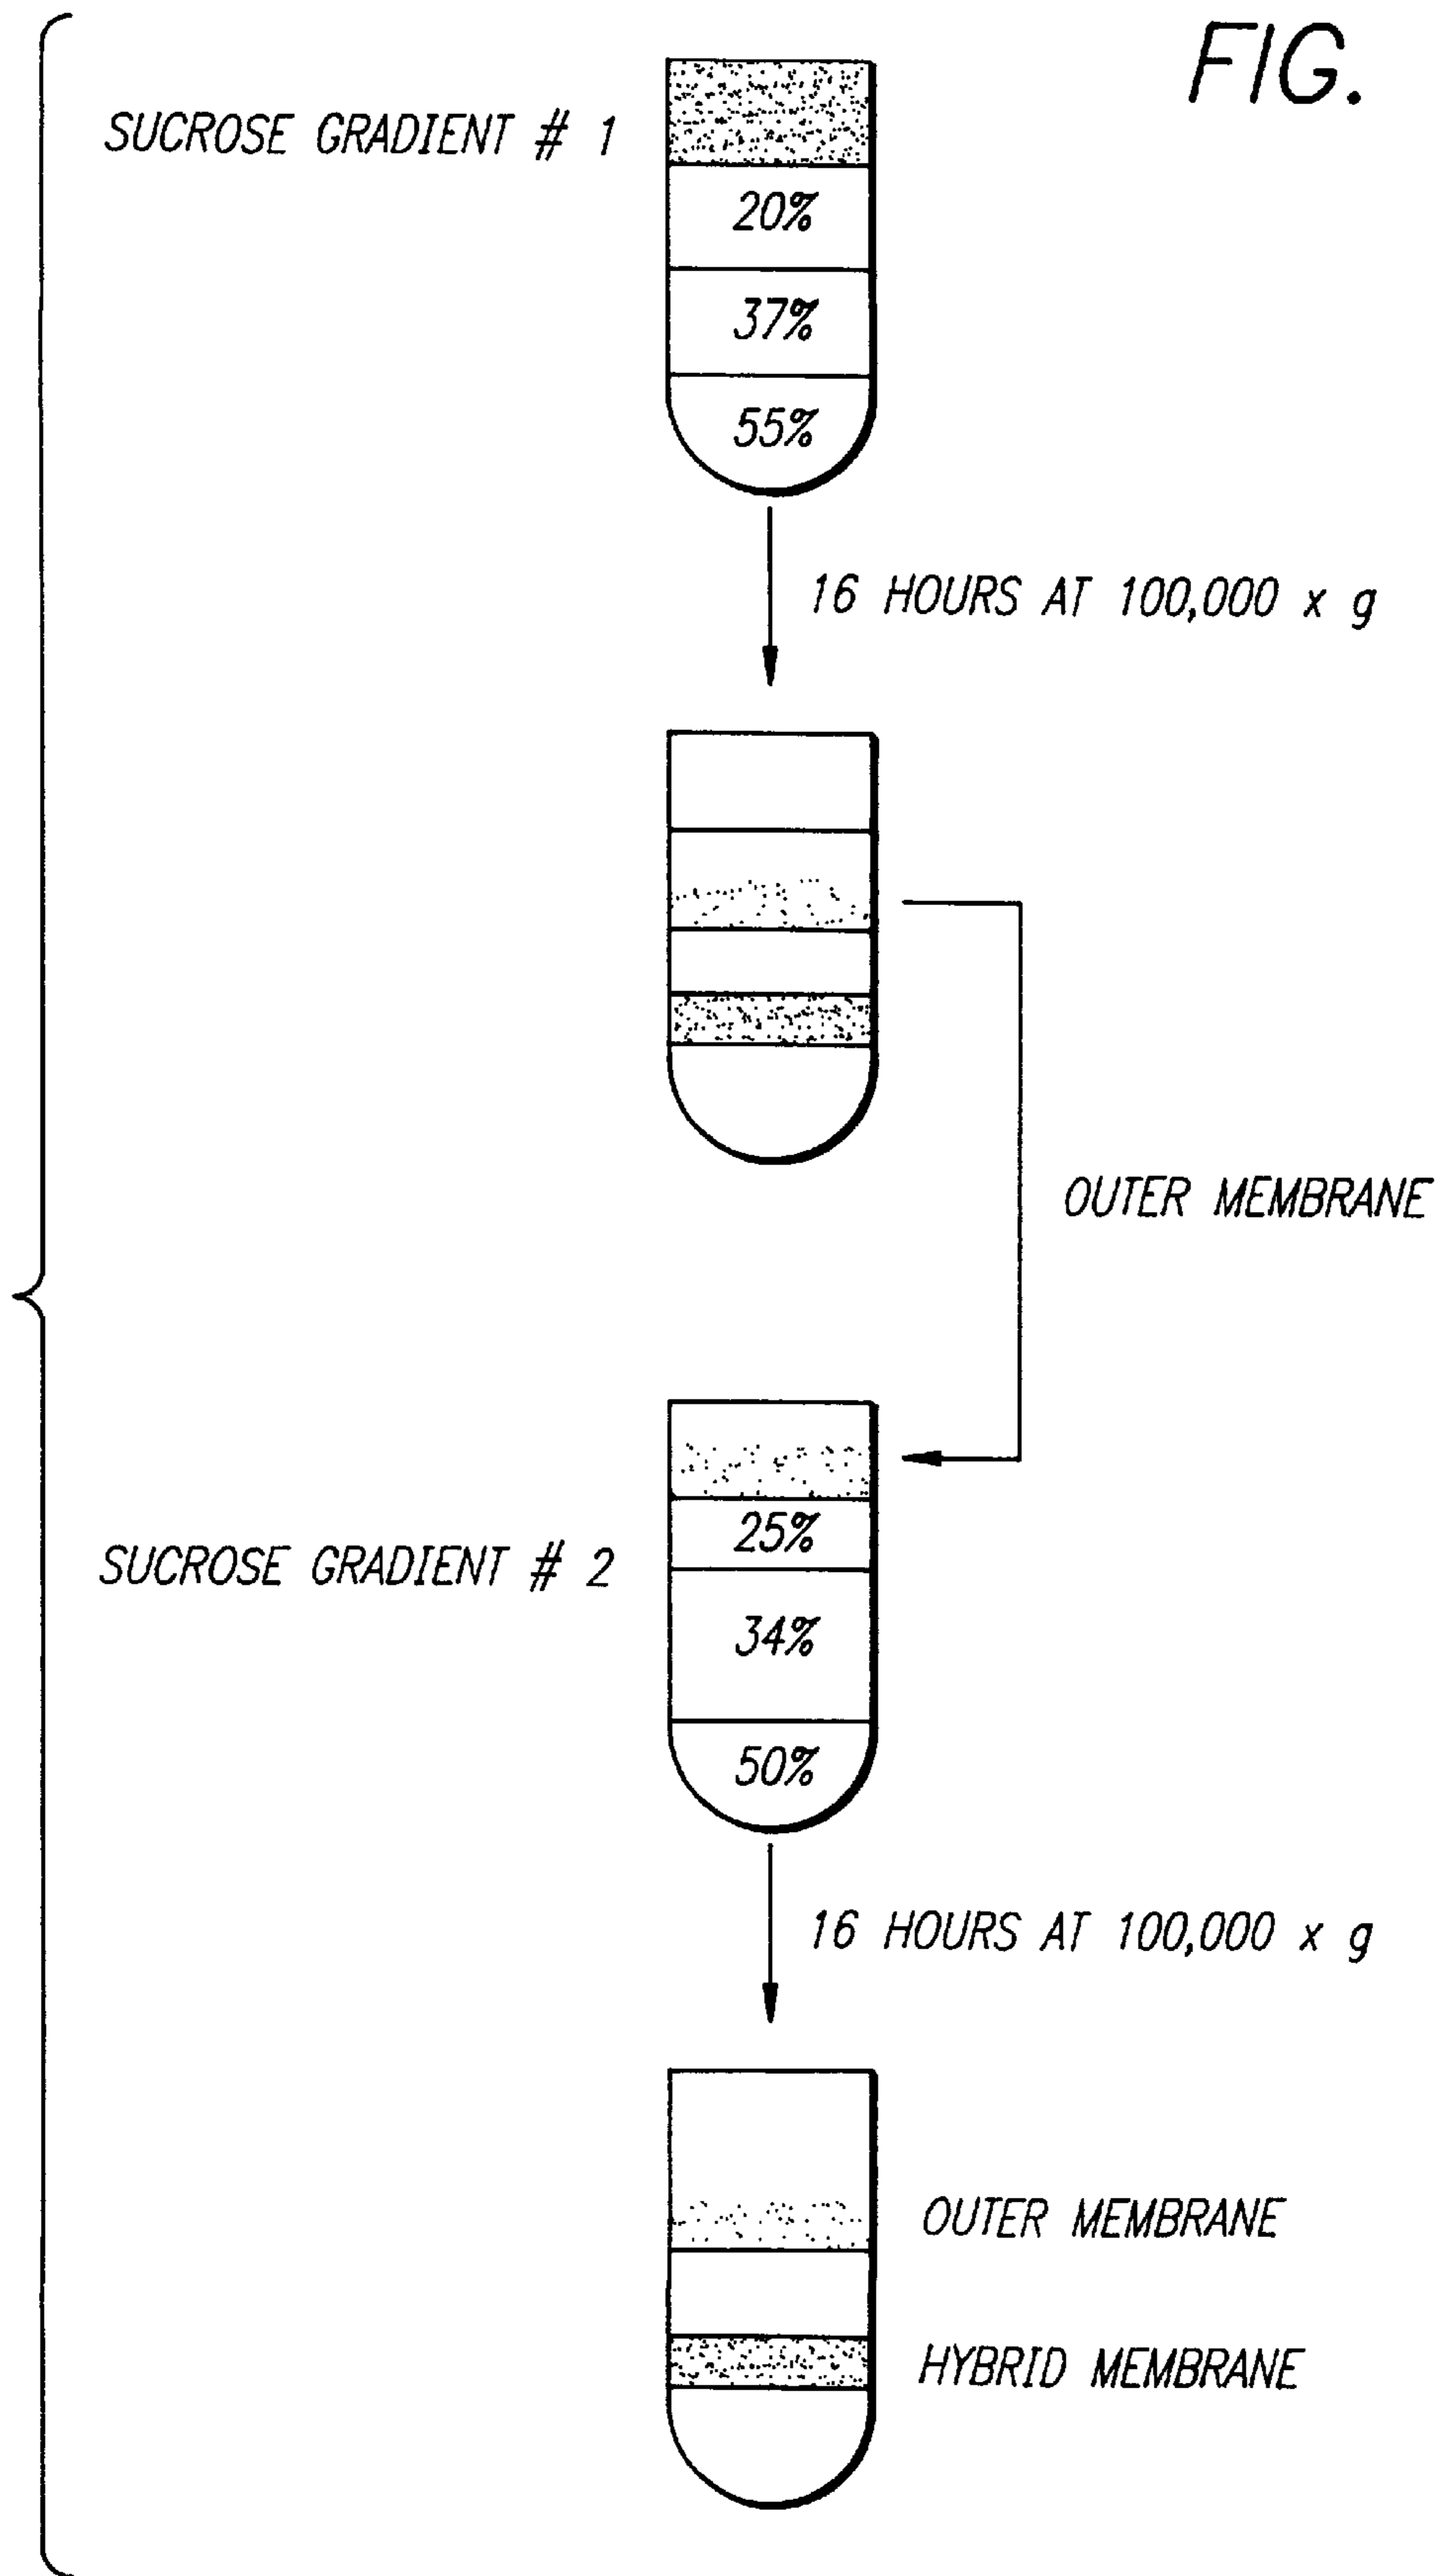 FIG.
SUCROSE GRADIENT # 1
20%
37%
55%
16 HOURS AT 100,000 x g
OUTER MEMBRANE
SUCROSE GRADIENT # 2
25%
34%
50%
16 HOURS AT 100,000 x g
OUTER MEMBRANE
HYBRID MEMBRANE